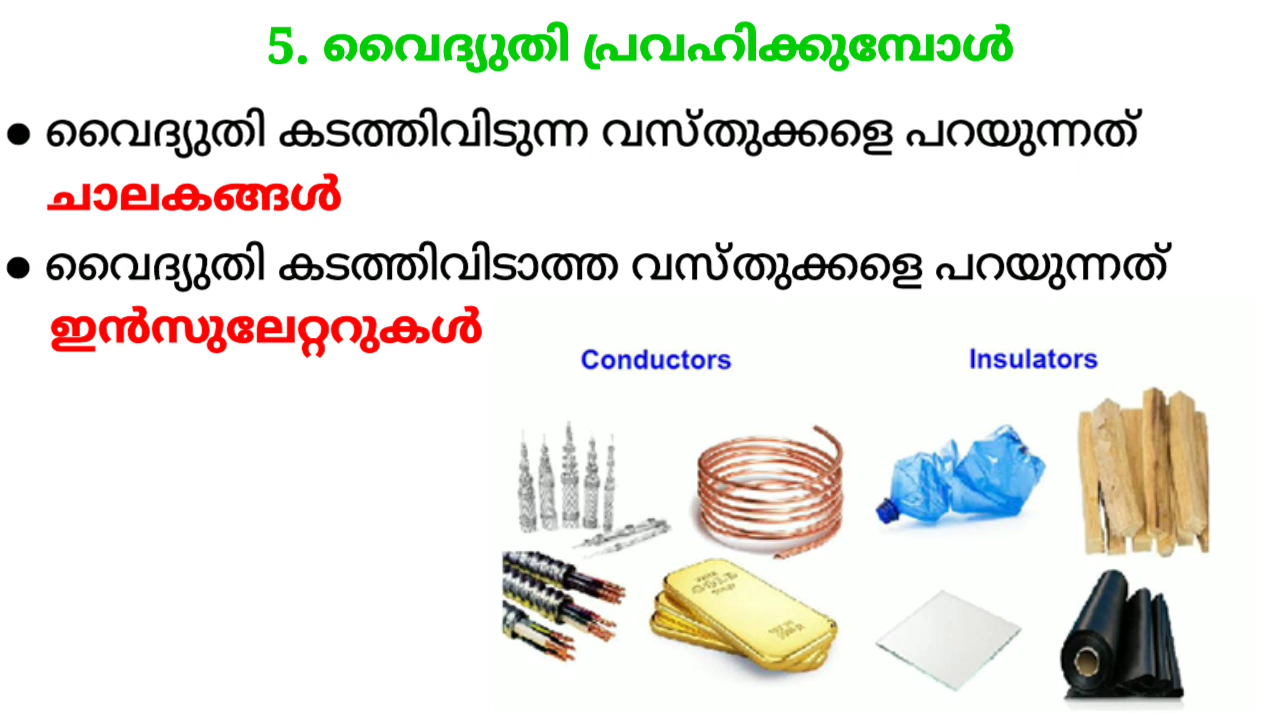 5. വൈദ്യുതി പ്രവഹിക്കുമ്പോൾ
● വൈദ്യുതി കടത്തിവിടുന്ന വസ്തുക്കളെ പറയുന്നത്
ചാലകങ്ങൾ
● വൈദ്യുതി കടത്തിവിടാത്ത വസ്തുക്കളെ പറയുന്നത്
ഇൻസുലേറ്ററുകൾ
Conductors
Insulators